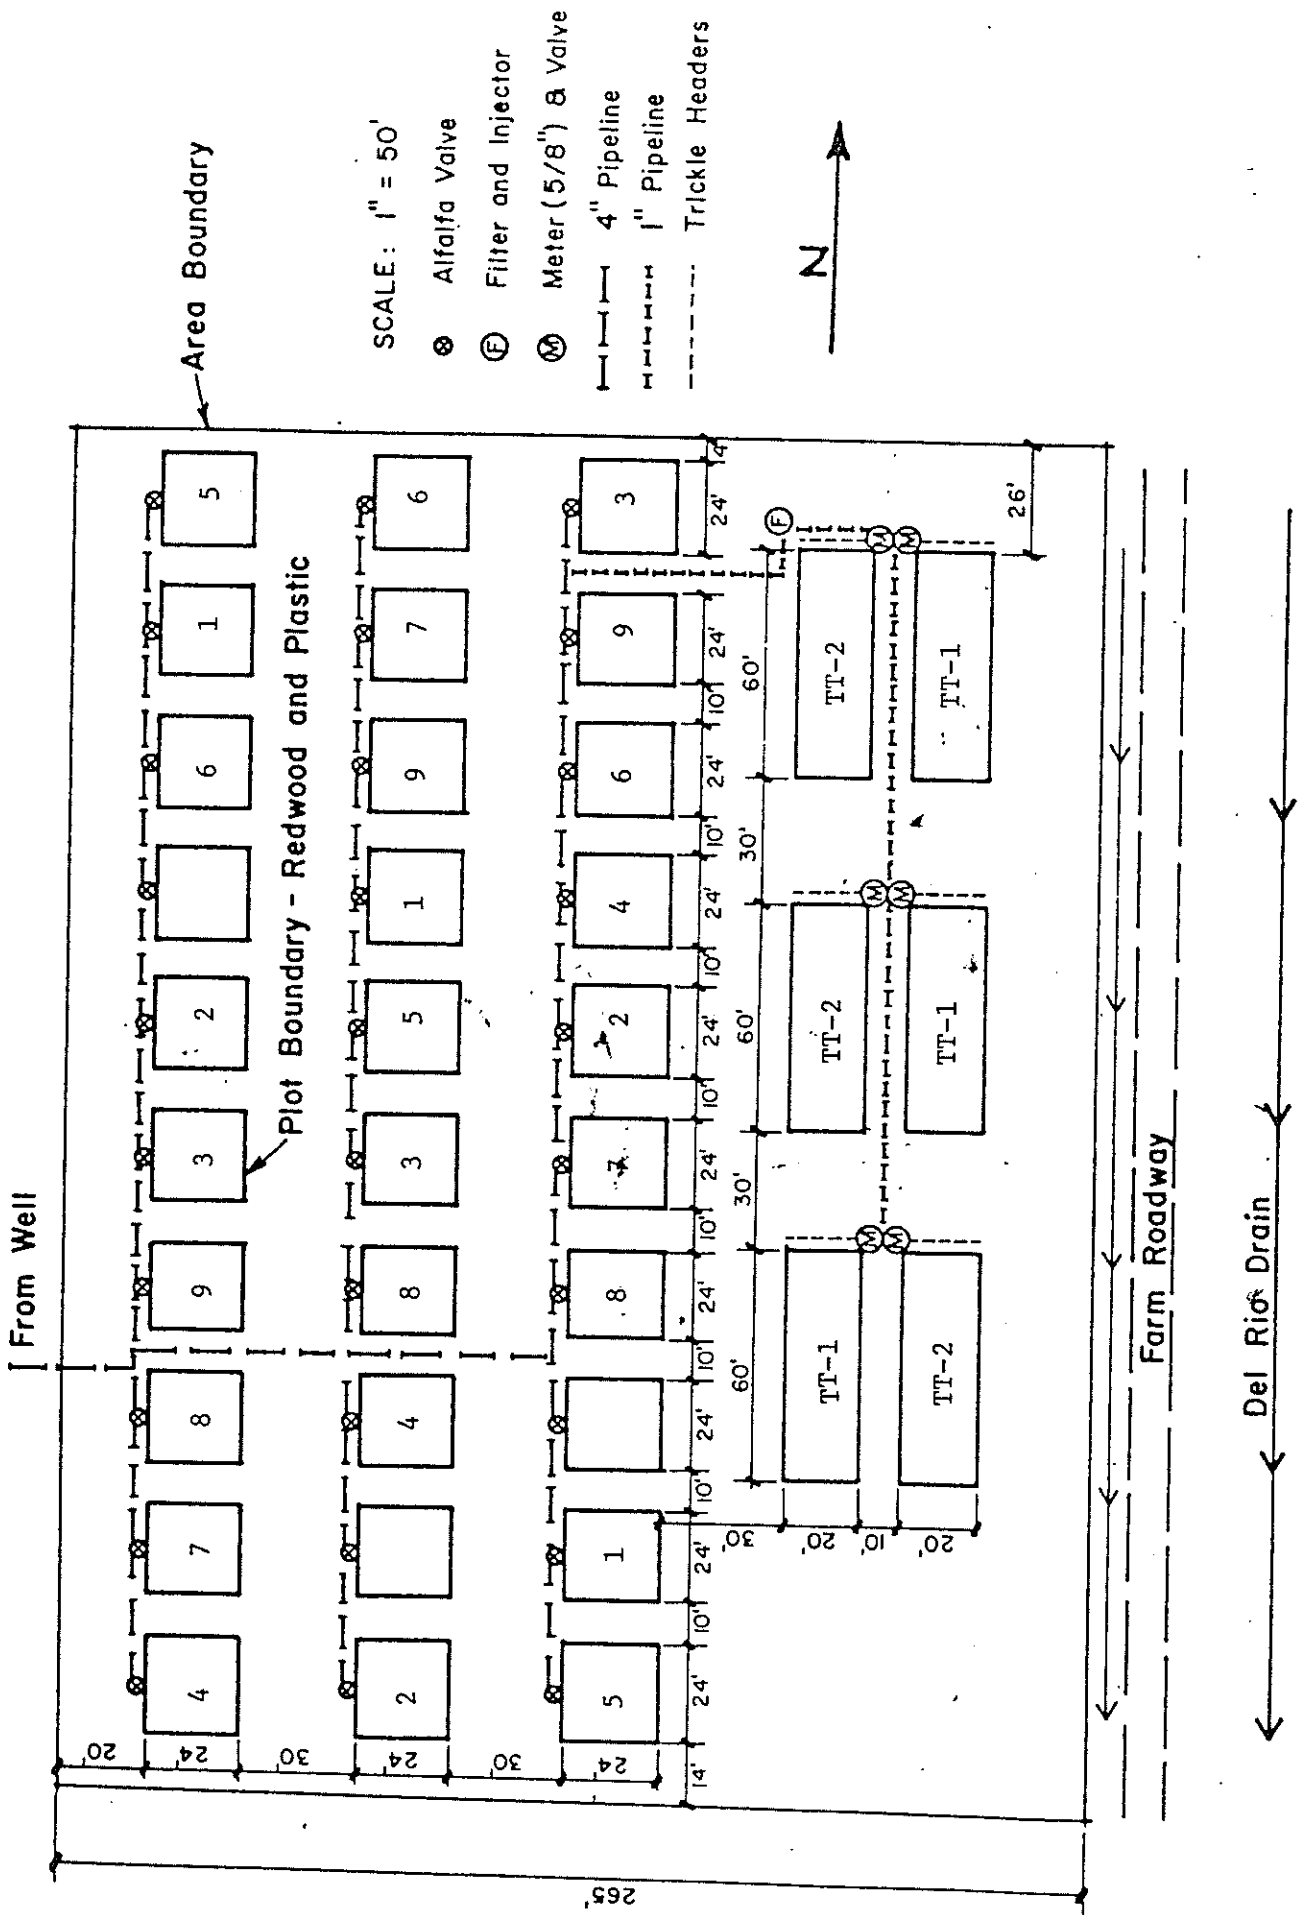 From Well
Area Boundary
SCALE: 1" = 50'
Alfalfa Valve
F Filter and Injector
M Meter (5/8") & Valve
4" Pipeline
1" Pipeline
Trickle Headers
N
4 7 8 9 3 2 6 1 5
Plot Boundary - Redwood and Plastic
2 4 8 3 5 1 9 7 6
5 1 8 7 2 4 6 9 3
20'
24'
30'
24'
30'
24'
14' 24' 10' 24' 10' 24' 10' 24' 10' 24' 10' 24' 10' 24' 10' 24' 10' 24' 24' 4'
60' 30' 60' 30' 60'
F
26'
30'
20'
10'
20'
TT-1 TT-2 TT-2
M M M
M M M
TT-2 TT-1 TT-1
265'
Farm Roadway
Del Rio Drain